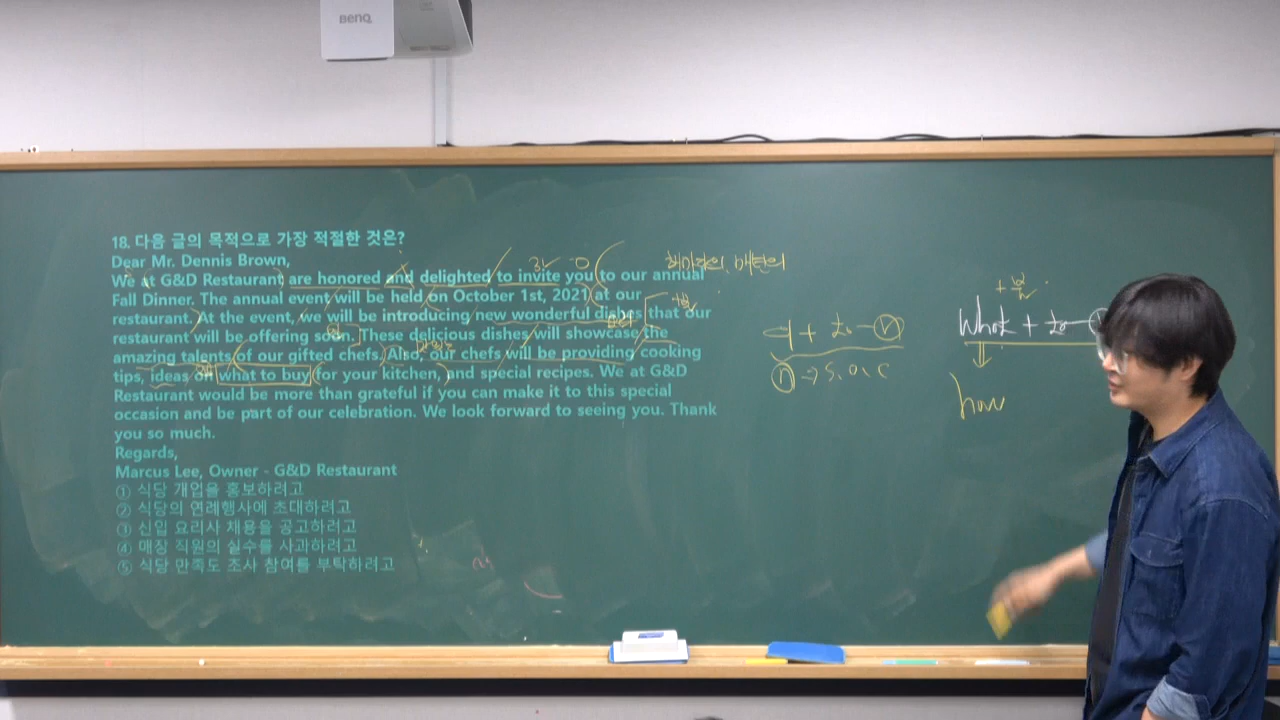 BenQ
18. 다음 글의 목적으로 가장 적절한 것은?
Dear Mr. Dennis Brown,
We at G&D Restaurant are honored and delighted to invite you to our annual
Fall Dinner. The annual event will be held on October 1st, 2021 at our
restaurant. At the event, we will be introducing new wonderful dishes that our
restaurant will be offering soon. These delicious dishes will showcase the
amazing talents of our gifted chefs. Also, our chefs will be providing cooking
tips, ideas on what to buy for your kitchen, and special recipes. We at G&D
Restaurant would be more than grateful if you can make it to this special
occasion and be part of our celebration. We look forward to seeing you. Thank
you so much.
Regards,
Marcus Lee, Owner - G&D Restaurant
① 식당 개업을 홍보하려고
② 식당의 연례행사에 초대하려고
③ 신입 요리사 채용을 공고하려고
④ 매장 직원의 실수를 사과하려고
⑤ 식당 만족도 조사 참여를 부탁하려고
의 + to - ⓥ
ⓝ → S, O, C
What + to
how